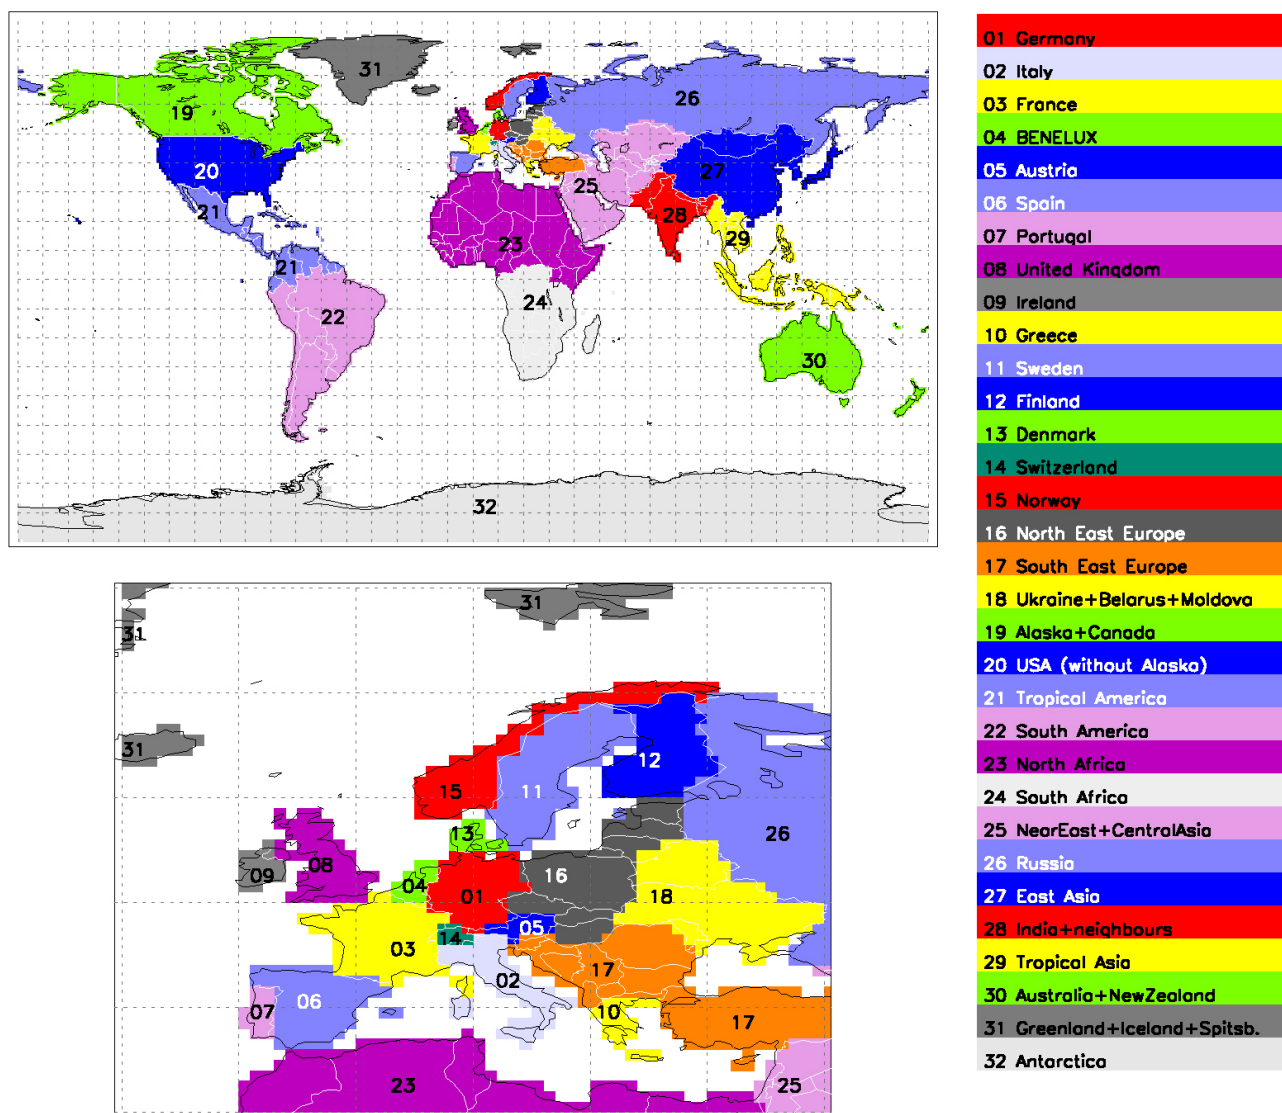 31
19
26
20
27
21
25
28
23
29
21
24
22
30
32
01 Germany
02 Italy
03 France
04 BENELUX
05 Austria
06 Spain
07 Portugal
08 United Kingdom
09 Ireland
10 Greece
11 Sweden
12 Finland
13 Denmark
14 Switzerland
15 Norway
16 North East Europe
17 South East Europe
18 Ukraine+Belarus+Moldova
19 Alaska+Canada
20 USA (without Alaska)
21 Tropical America
22 South America
23 North Africa
24 South Africa
25 NearEast+CentralAsia
26 Russia
27 East Asia
28 India+neighbours
29 Tropical Asia
30 Australia+NewZealand
31 Greenland+Iceland+Spitsb.
32 Antarctica
31
31
31
12
15
11
13
26
08
09
16
04
01
18
05
14
03
17
02
06
07
10
17
23
25